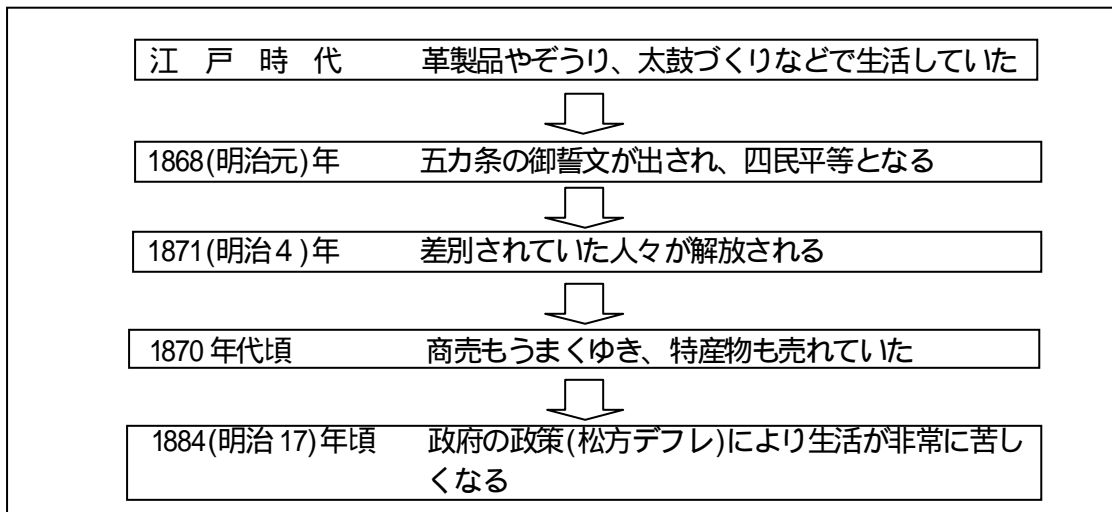 江　戸　時　代　　革製品やぞうり、太鼓づくりなどで生活していた
1868(明治元)年　　五カ条の御誓文が出され、四民平等となる
1871(明治４)年　　差別されていた人々が解放される
1870年代頃　　商売もうまくゆき、特産物も売れていた
1884(明治17)年頃　　政府の政策(松方デフレ)により生活が非常に苦し
くなる